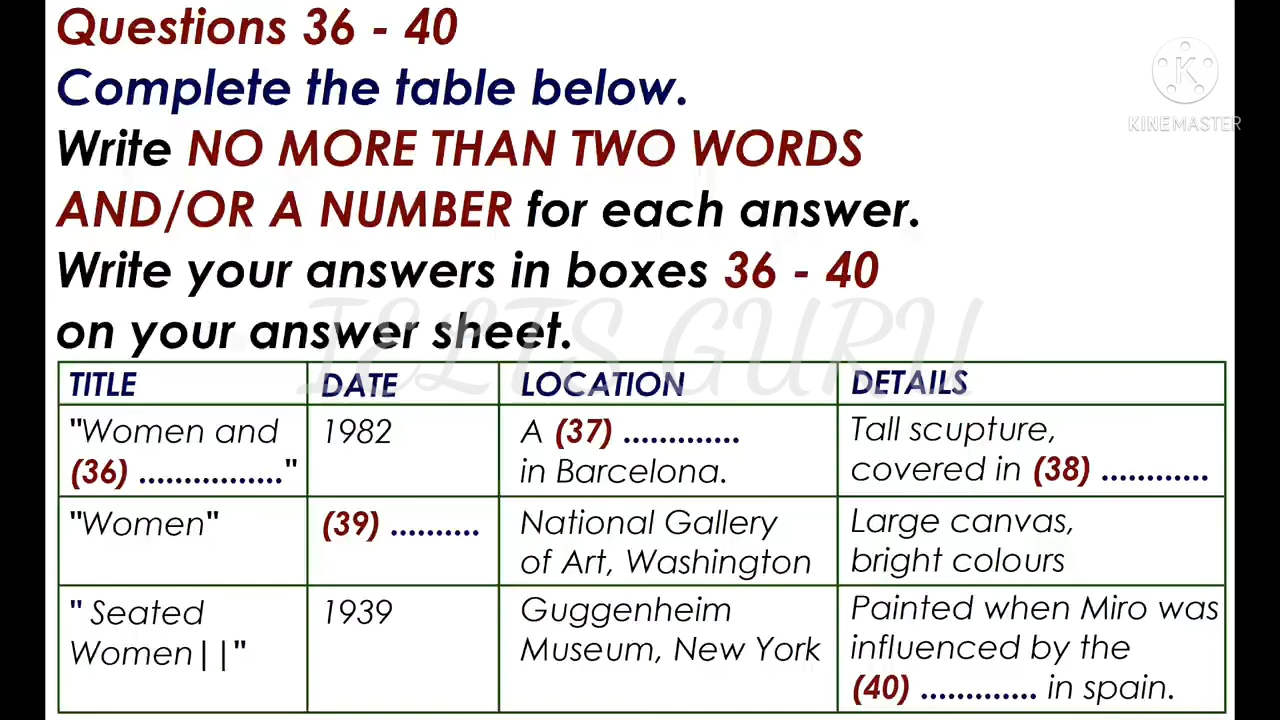 Questions 36 - 40
Complete the table below.
KINEMASTER
Write NO MORE THAN TWO WORDS
AND/OR A NUMBER for each answer.
Write your answers in boxes 36 - 40
on your answer sheet.
IELTS GURU
TITLE DATE LOCATION DETAILS
"Women and 1982 A (37) ............. Tall scupture,
(36) ................" in Barcelona. covered in (38) ............
"Women" (39) .......... National Gallery Large canvas,
of Art, Washington bright colours
" Seated 1939 Guggenheim Painted when Miro was
Women||" Museum, New York influenced by the
(40) ............. in spain.